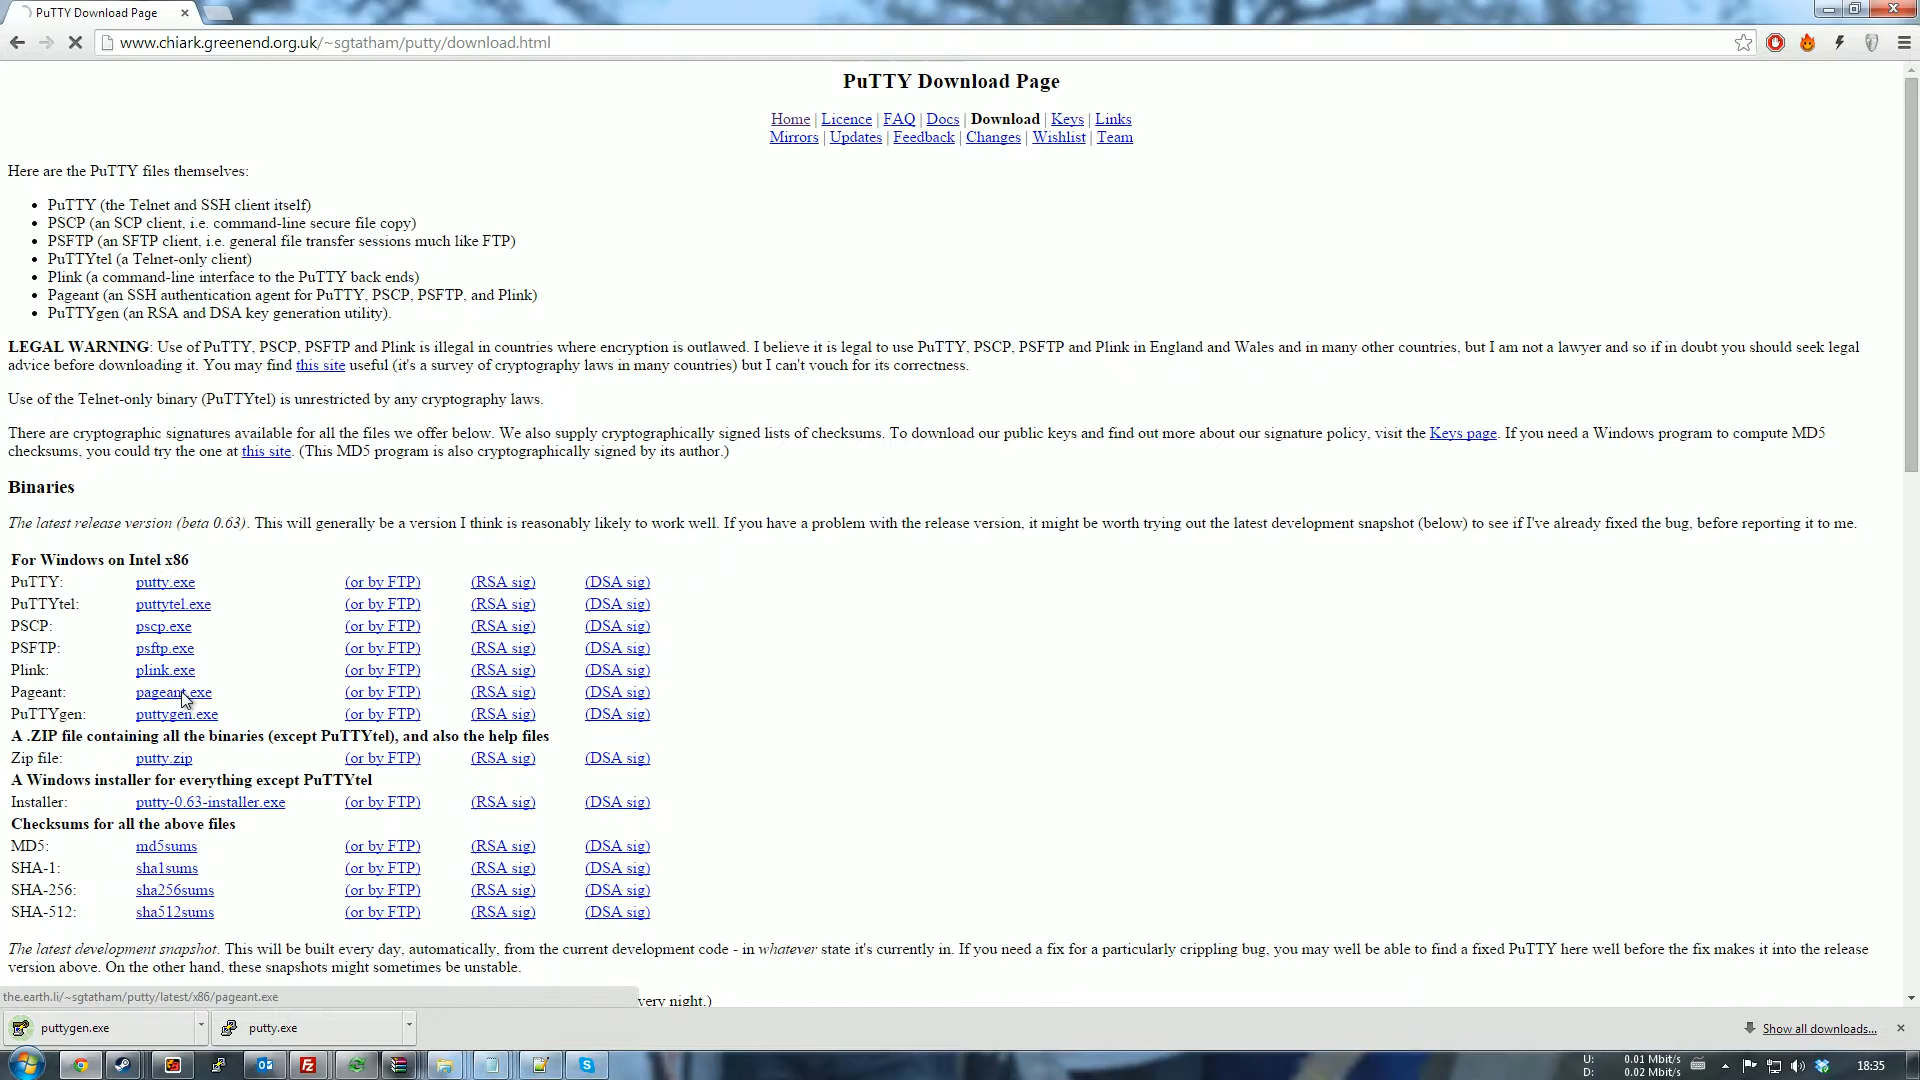 PuTTY Download Page
www.chiark.greenend.org.uk/~sgtatham/putty/download.html
PuTTY Download Page
Home | Licence | FAQ | Docs | Download | Keys | Links
Mirrors | Updates | Feedback | Changes | Wishlist | Team
Here are the PuTTY files themselves:
PuTTY (the Telnet and SSH client itself)
PSCP (an SCP client, i.e. command-line secure file copy)
PSFTP (an SFTP client, i.e. general file transfer sessions much like FTP)
PuTTYtel (a Telnet-only client)
Plink (a command-line interface to the PuTTY back ends)
Pageant (an SSH authentication agent for PuTTY, PSCP, PSFTP, and Plink)
PuTTYgen (an RSA and DSA key generation utility).
LEGAL WARNING: Use of PuTTY, PSCP, PSFTP and Plink is illegal in countries where encryption is outlawed. I believe it is legal to use PuTTY, PSCP, PSFTP and Plink in England and Wales and in many other countries, but I am not a lawyer and so if in doubt you should seek legal
advice before downloading it. You may find this site useful (it's a survey of cryptography laws in many countries) but I can't vouch for its correctness.
Use of the Telnet-only binary (PuTTYtel) is unrestricted by any cryptography laws.
There are cryptographic signatures available for all the files we offer below. We also supply cryptographically signed lists of checksums. To download our public keys and find out more about our signature policy, visit the Keys page. If you need a Windows program to compute MD5
checksums, you could try the one at this site. (This MD5 program is also cryptographically signed by its author.)
Binaries
The latest release version (beta 0.63). This will generally be a version I think is reasonably likely to work well. If you have a problem with the release version, it might be worth trying out the latest development snapshot (below) to see if I've already fixed the bug, before reporting it to me.
For Windows on Intel x86
PuTTY: putty.exe (or by FTP) (RSA sig) (DSA sig)
PuTTYtel: puttytel.exe (or by FTP) (RSA sig) (DSA sig)
PSCP: pscp.exe (or by FTP) (RSA sig) (DSA sig)
PSFTP: psftp.exe (or by FTP) (RSA sig) (DSA sig)
Plink: plink.exe (or by FTP) (RSA sig) (DSA sig)
Pageant: pageant.exe (or by FTP) (RSA sig) (DSA sig)
PuTTYgen: puttygen.exe (or by FTP) (RSA sig) (DSA sig)
A .ZIP file containing all the binaries (except PuTTYtel), and also the help files
Zip file: putty.zip (or by FTP) (RSA sig) (DSA sig)
A Windows installer for everything except PuTTYtel
Installer: putty-0.63-installer.exe (or by FTP) (RSA sig) (DSA sig)
Checksums for all the above files
MD5: md5sums (or by FTP) (RSA sig) (DSA sig)
SHA-1: sha1sums (or by FTP) (RSA sig) (DSA sig)
SHA-256: sha256sums (or by FTP) (RSA sig) (DSA sig)
SHA-512: sha512sums (or by FTP) (RSA sig) (DSA sig)
The latest development snapshot. This will be built every day, automatically, from the current development code - in whatever state it's currently in. If you need a fix for a particularly crippling bug, you may well be able to find a fixed PuTTY here well before the fix makes it into the release
version above. On the other hand, these snapshots might sometimes be unstable.
the.earth.li/~sgtatham/putty/latest/x86/pageant.exe
very night.)
puttygen.exe
putty.exe
Show all downloads...
U: 0.01 Mbit/s
D: 0.02 Mbit/s
18:35